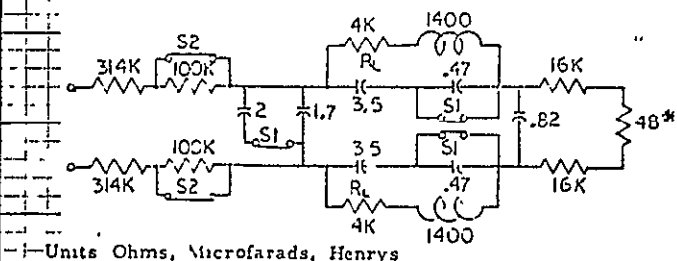 4K 1400
S2
314K 100K RL .47 16K
3.5
2 1.7 S1 .82 48*
S1
100K 3.5 S1
314K S2 RL .47 16K
4K 1400
Units Ohms, Microfarads, Henrys